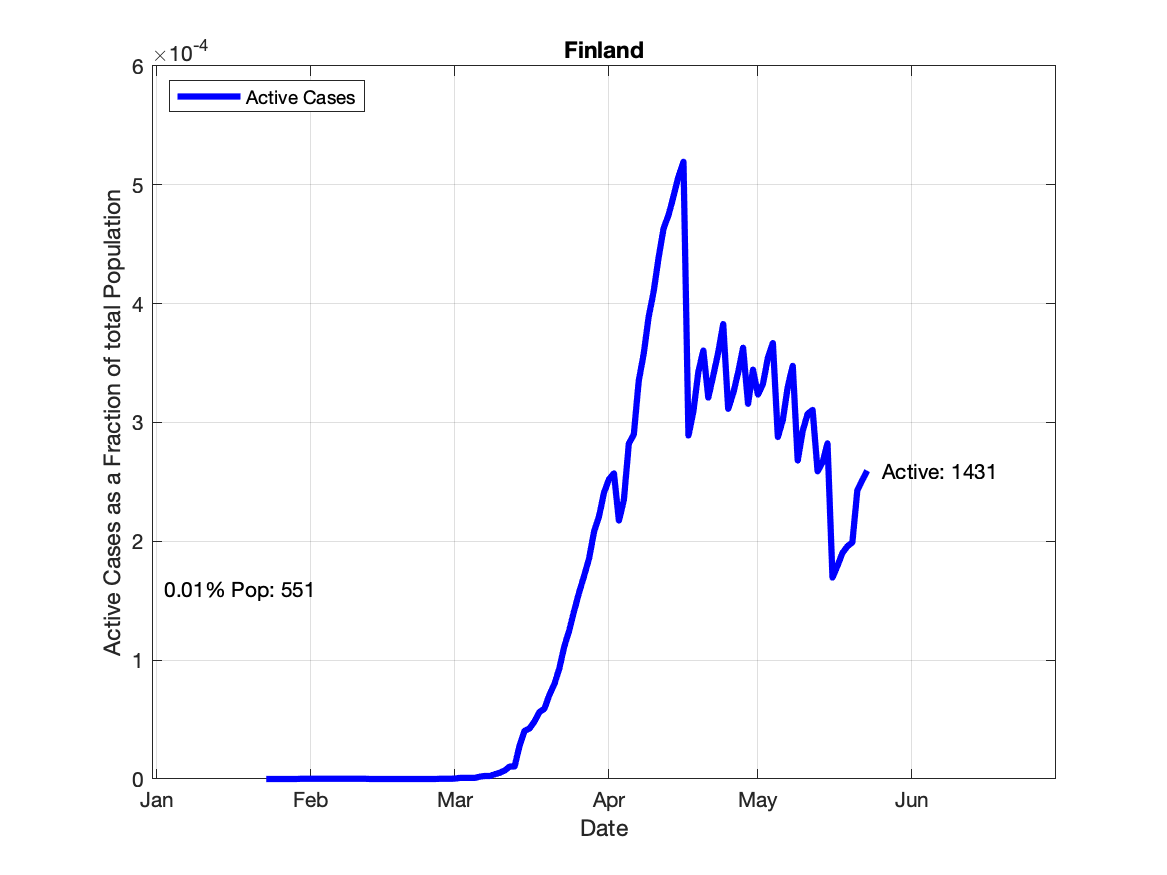 Finland
×10-4
6
Active Cases
5
4
3
Active: 1431
2
0.01% Pop: 551
1
0
Active Cases as a Fraction of total Population
Jan Feb Mar Apr May Jun
Date